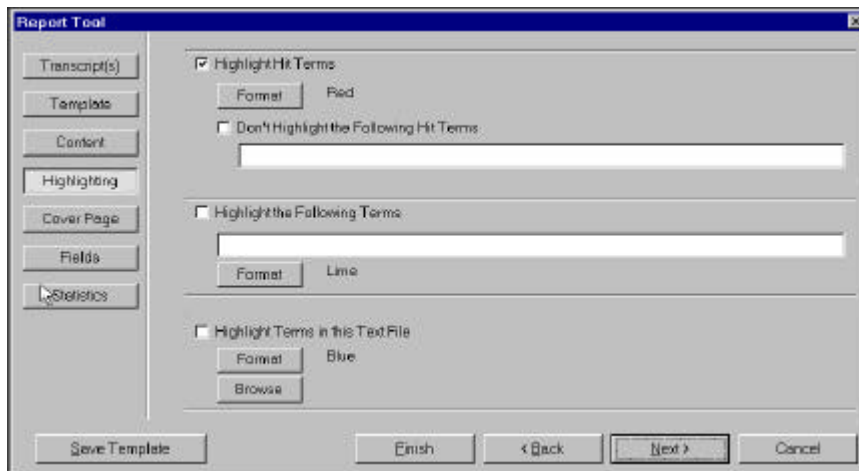 Report Tool
Transcript(s)
Template
Content
Highlighting
Cover Page
Fields
Statistics
Highlight Hit Terms
Format Red
Don't Highlight the Following Hit Terms
Highlight the Following Terms
Format Lime
Highlight Terms in this Text File
Format Blue
Browse
Save Template Finish < Back Next > Cancel